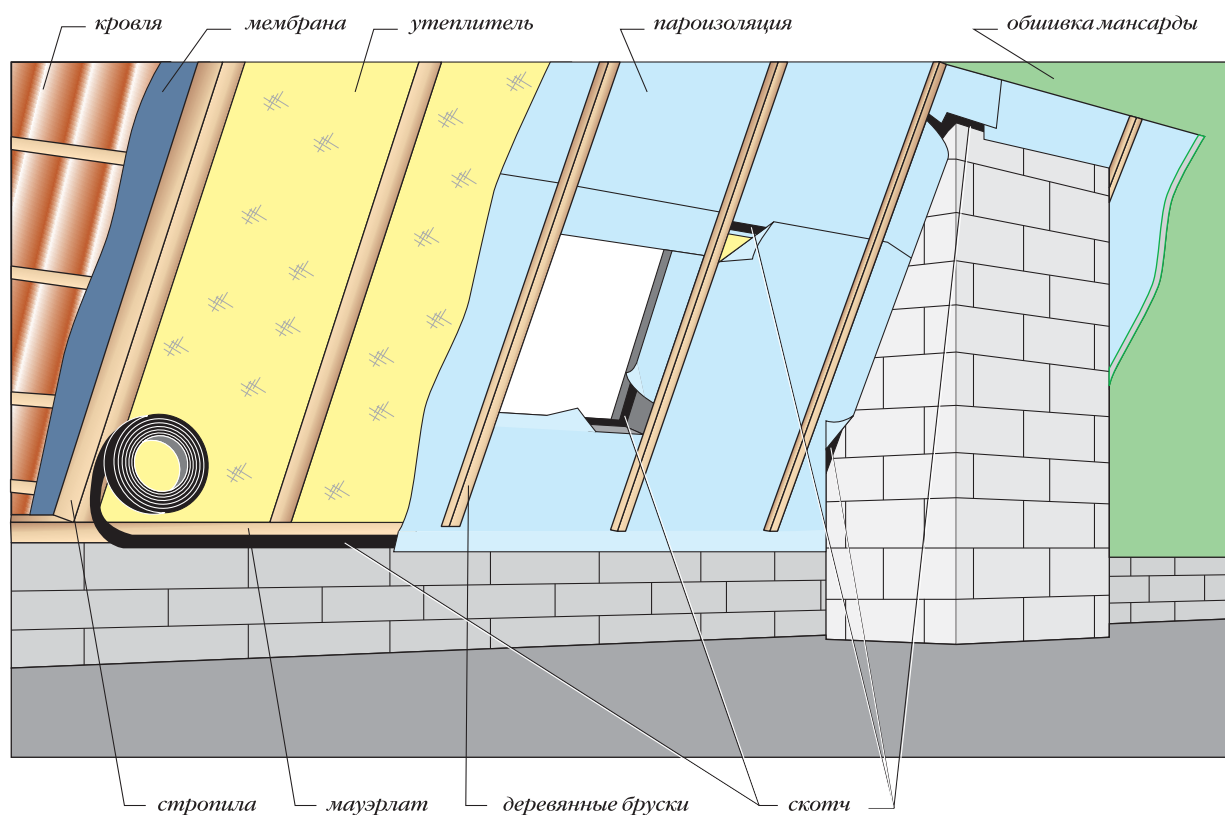 кровля
мембрана
утеплитель
пароизоляция
обшивка мансарды
стропила
мауэрлат
деревянные бруски
скотч